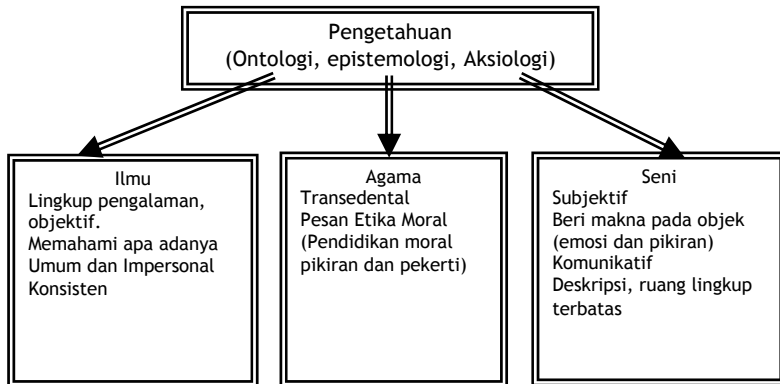 Pengetahuan
(Ontologi, epistemologi, Aksiologi)
Ilmu
Lingkup pengalaman,
objektif.
Memahami apa adanya
Umum dan Impersonal
Konsisten
Agama
Transedental
Pesan Etika Moral
(Pendidikan moral
pikiran dan pekerti)
Seni
Subjektif
Beri makna pada objek
(emosi dan pikiran)
Komunikatif
Deskripsi, ruang lingkup
terbatas